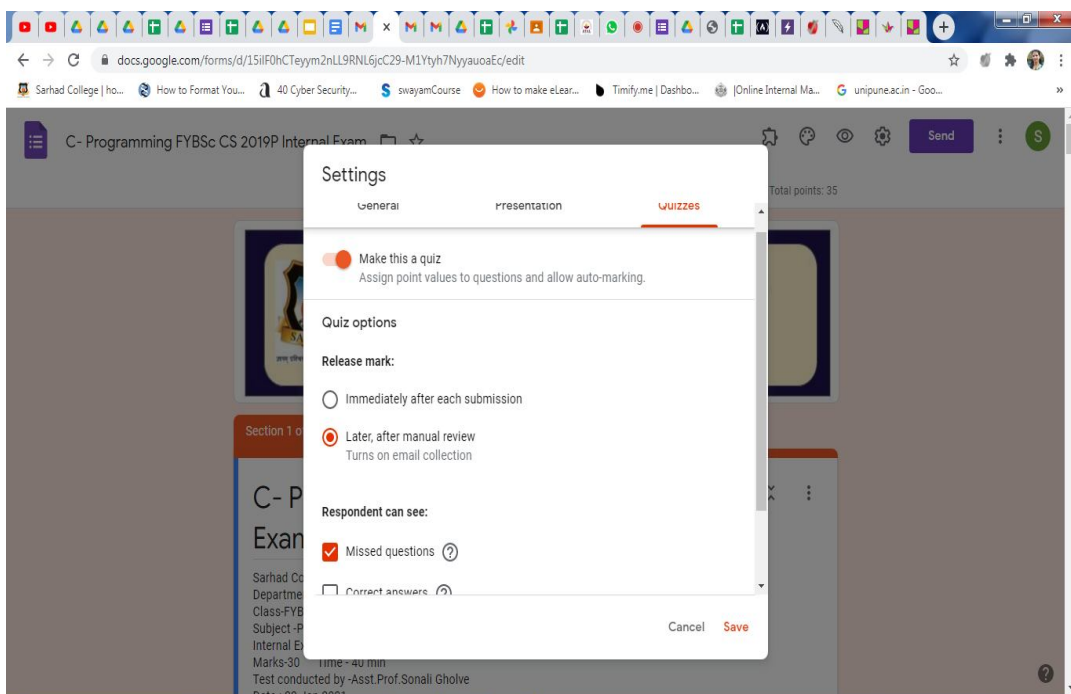 docs.google.com/forms/d/15ilF0hCTeyym2nLL9RNL6jcC29-M1Ytyh7NyyauoaEc/edit
Sarhad College | ho... How to Format You... 40 Cyber Security... swayamCourse How to make eLear... Timify.me | Dashbo... |Online Internal Ma... unipune.ac.in - Goo... »
C- Programming FYBSc CS 2019P Internal Exam Send S
Total points: 35
Settings
General Presentation Quizzes
Make this a quiz
Assign point values to questions and allow auto-marking.
Quiz options
Release mark:
Immediately after each submission
Later, after manual review
Turns on email collection
Respondent can see:
Missed questions
Correct answers
Cancel Save
Section 1 o
C- P
Exan
Sarhad Co
Departme
Class-FYB
Subject -P
Internal Ex
Marks-30 Time - 40 min
Test conducted by -Asst.Prof.Sonali Gholve